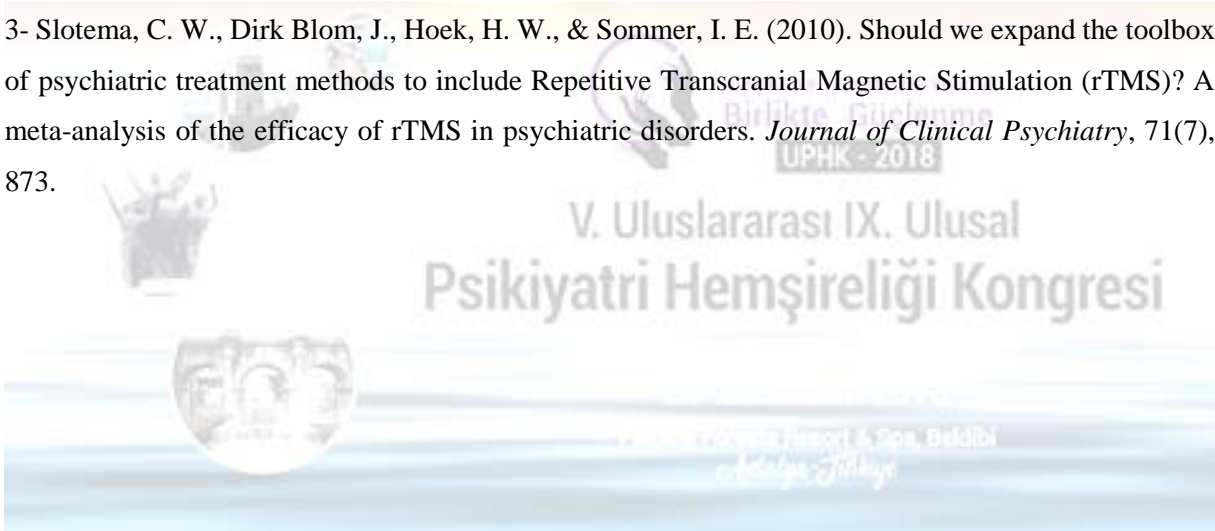 3- Slotema, C. W., Dirk Blom, J., Hoek, H. W., & Sommer, I. E. (2010). Should we expand the toolbox
of psychiatric treatment methods to include Repetitive Transcranial Magnetic Stimulation (rTMS)? A
meta-analysis of the efficacy of rTMS in psychiatric disorders. Journal of Clinical Psychiatry, 71(7),
873.
Birlikte Güçlenme
UPHK - 2018
V. Uluslararası IX. Ulusal
Psikiyatri Hemşireliği Kongresi
Resort & Spa, Beldibi
Antalya-Türkiye